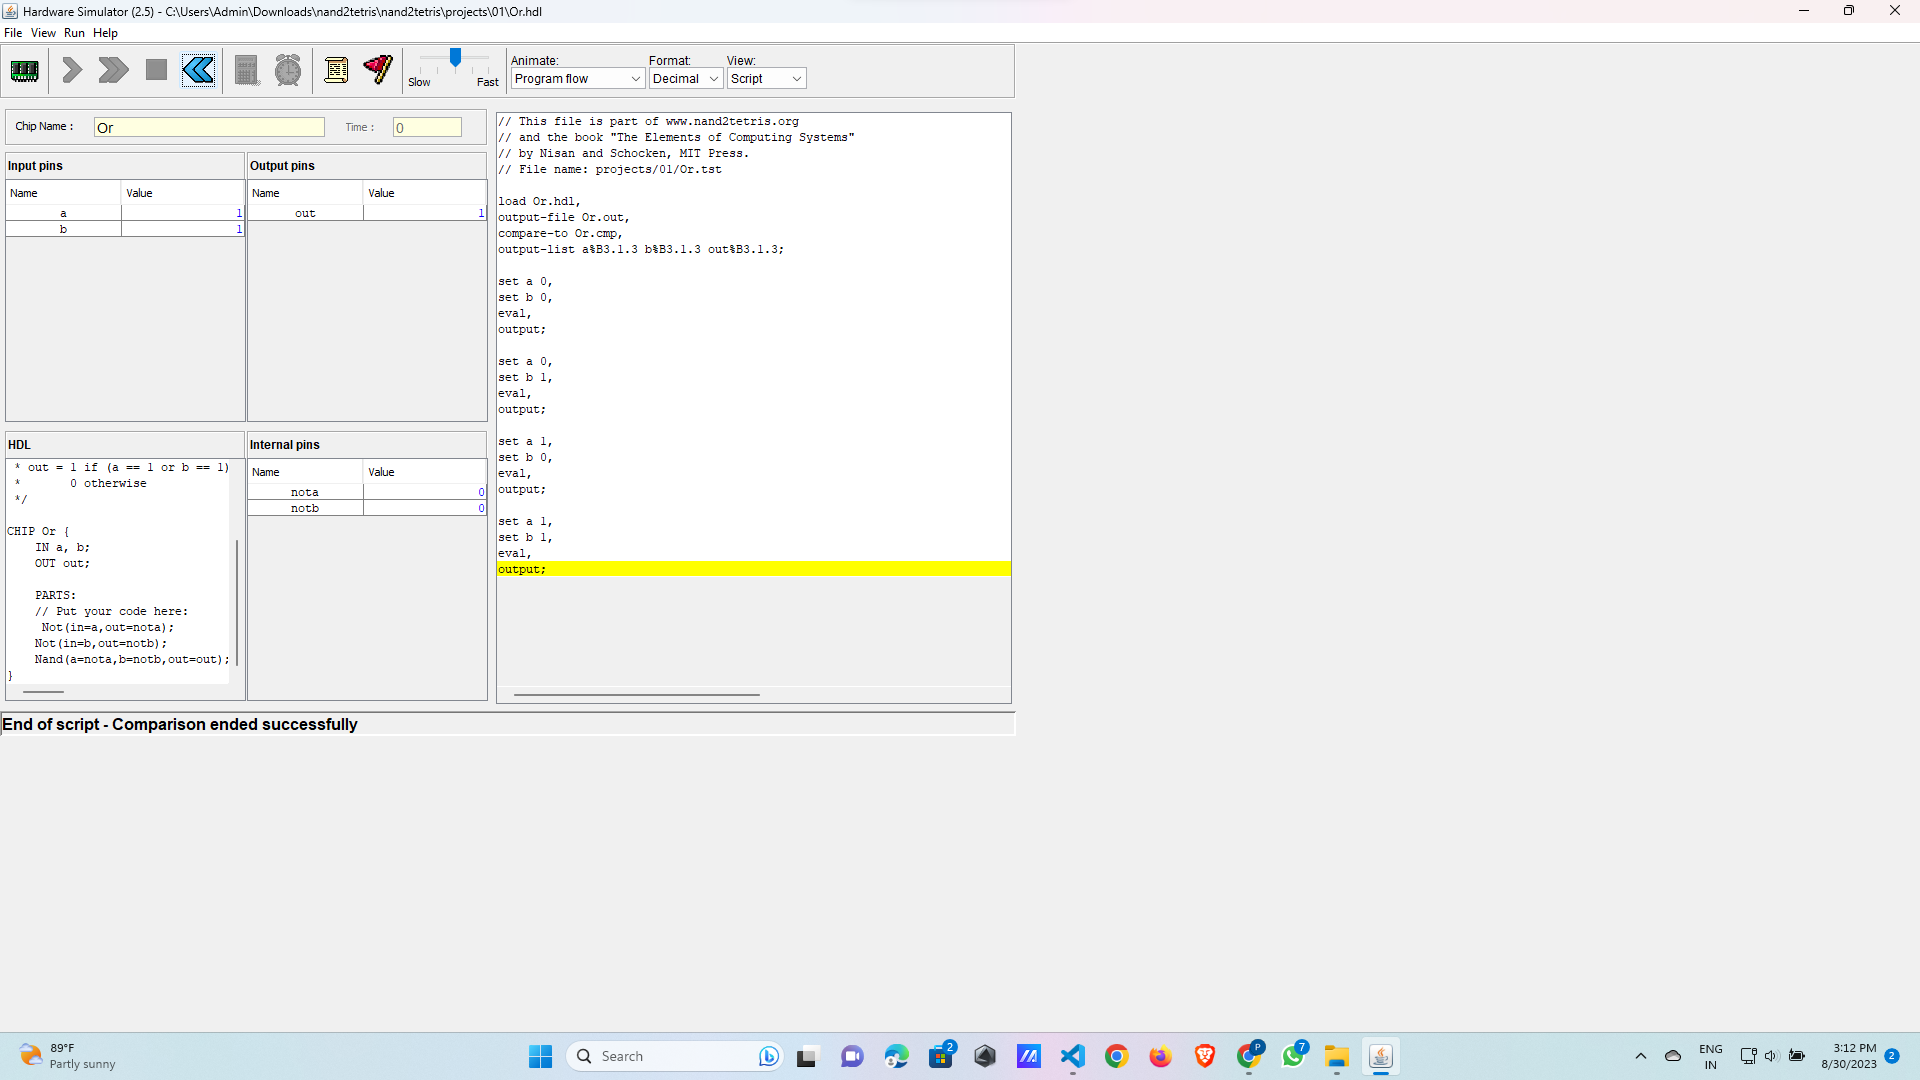 Hardware Simulator (2.5) - C:\Users\Admin\Downloads\nand2tetris\nand2tetris\projects\01\Or.hdl
File View Run Help
Slow Fast
Animate: Format: View:
Program flow Decimal Script
Chip Name : Or Time : 0
Input pins
Name Value
a 1
b 1
Output pins
Name Value
out 1
HDL
* out = 1 if (a == 1 or b == 1)
* 0 otherwise
*/
CHIP Or {
IN a, b;
OUT out;
PARTS:
// Put your code here:
Not(in=a,out=nota);
Not(in=b,out=notb);
Nand(a=nota,b=notb,out=out);
}
Internal pins
Name Value
nota 0
notb 0
// This file is part of www.nand2tetris.org
// and the book "The Elements of Computing Systems"
// by Nisan and Schocken, MIT Press.
// File name: projects/01/Or.tst
load Or.hdl,
output-file Or.out,
compare-to Or.cmp,
output-list a%B3.1.3 b%B3.1.3 out%B3.1.3;
set a 0,
set b 0,
eval,
output;
set a 0,
set b 1,
eval,
output;
set a 1,
set b 0,
eval,
output;
set a 1,
set b 1,
eval,
output;
End of script - Comparison ended successfully
89°F
Partly sunny
Search
2
P
7
ENG
IN
3:12 PM
8/30/2023
2